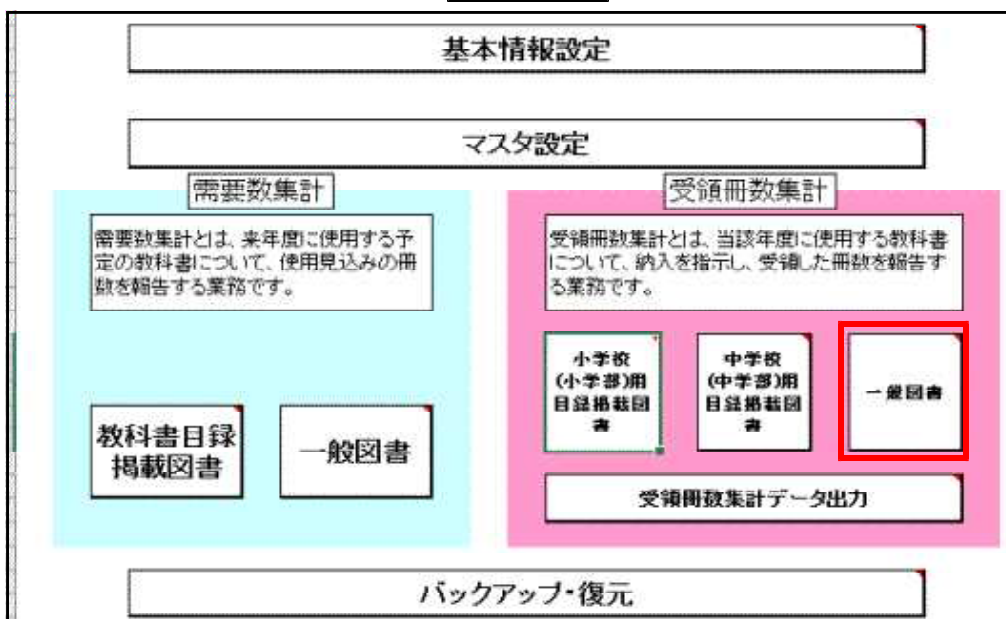 基本情報設定
マスタ設定
需要数集計
需要数集計とは、来年度に使用する予
定の教科書について、使用見込みの冊
数を報告する業務です。
教科書目録
掲載図書
一般図書
受領冊数集計
受領冊数集計とは、当該年度に使用する教科書
について、納入を指示し、受領した冊数を報告す
る業務です。
小学校
(小学部)用
目録掲載図
書
中学校
(中学部)用
目録掲載図
書
一般図書
受領冊数集計データ出力
バックアップ・復元